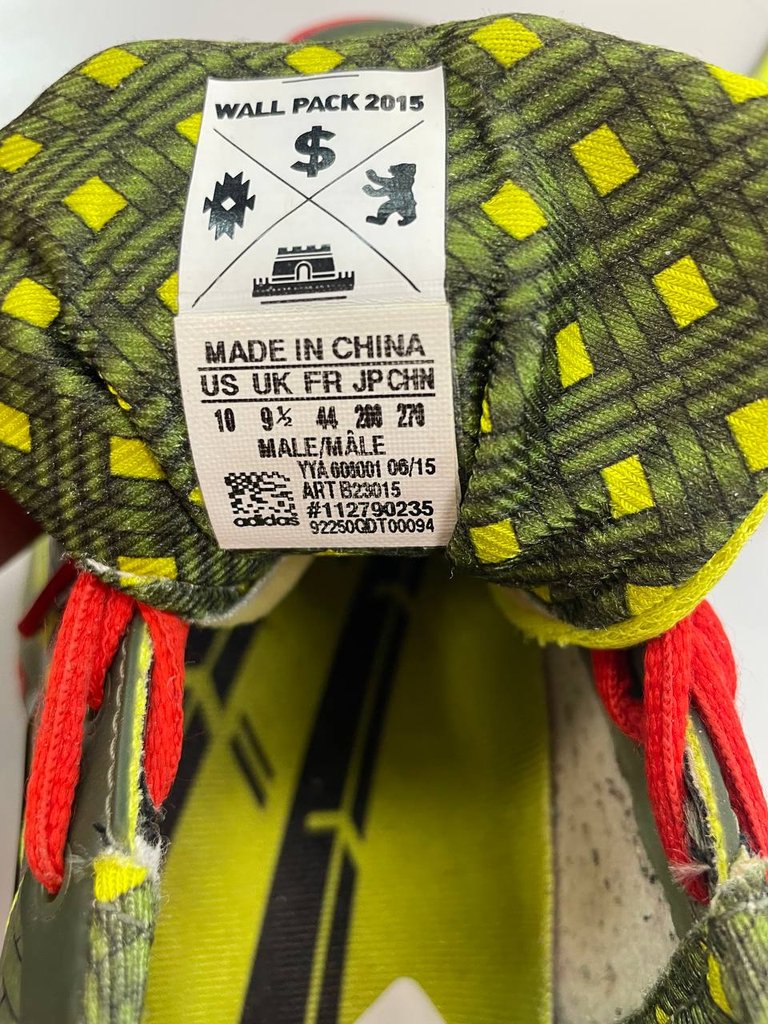 WALL PACK 2015
$
MADE IN CHINA
US UK FR JP CHN
10 9½ 44 280 270
MALE/MÂLE
YYA 606001 06/15
ART B23015
adidas
#112790235
92250QDT00094